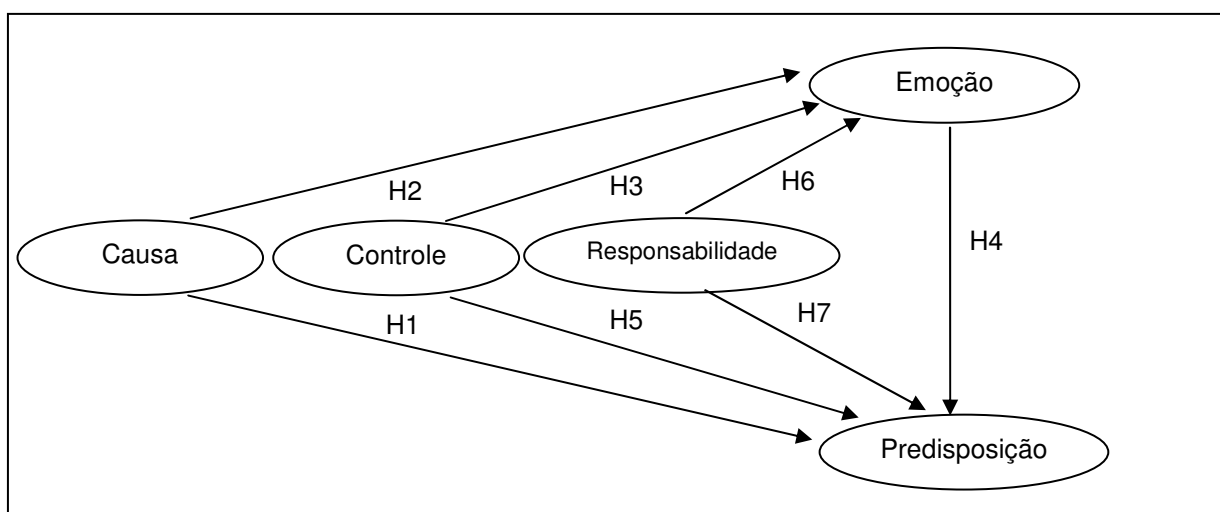 Emoção
H2
H3
H6
Causa
Controle
Responsabilidade
H4
H1
H5
H7
Predisposição